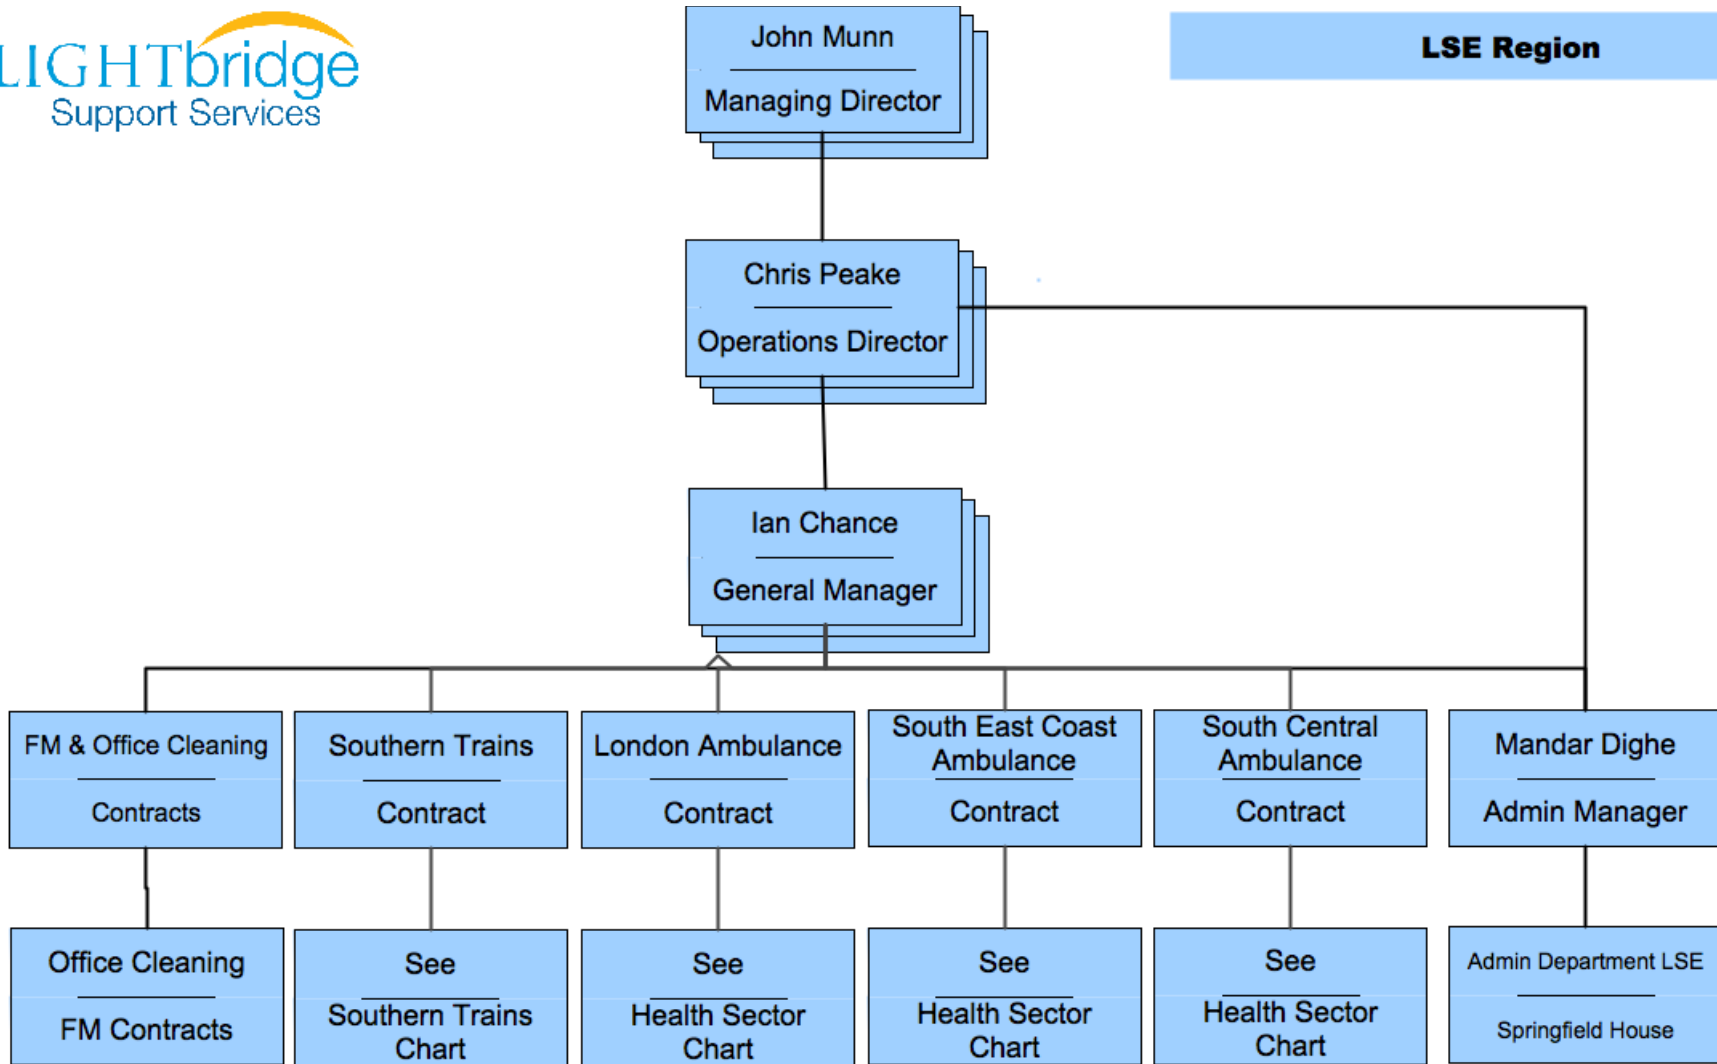 LIGHTbridge
Support Services
LSE Region
John Munn
Managing Director
Chris Peake
Operations Director
Ian Chance
General Manager
FM & Office Cleaning
Contracts
Southern Trains
Contract
London Ambulance
Contract
South East Coast
Ambulance
Contract
South Central
Ambulance
Contract
Mandar Dighe
Admin Manager
Office Cleaning
FM Contracts
See
Southern Trains
Chart
See
Health Sector
Chart
See
Health Sector
Chart
See
Health Sector
Chart
Admin Department LSE
Springfield House